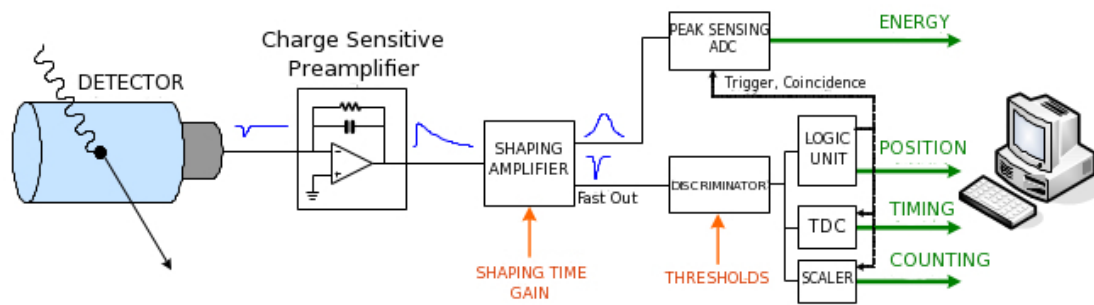 DETECTOR
Charge Sensitive
Preamplifier
SHAPING
AMPLIFIER
SHAPING TIME
GAIN
Fast Out
PEAK SENSING
ADC
ENERGY
Trigger, Coincidence
DISCRIMINATOR
THRESHOLDS
LOGIC
UNIT
POSITION
TDC
TIMING
SCALER
COUNTING